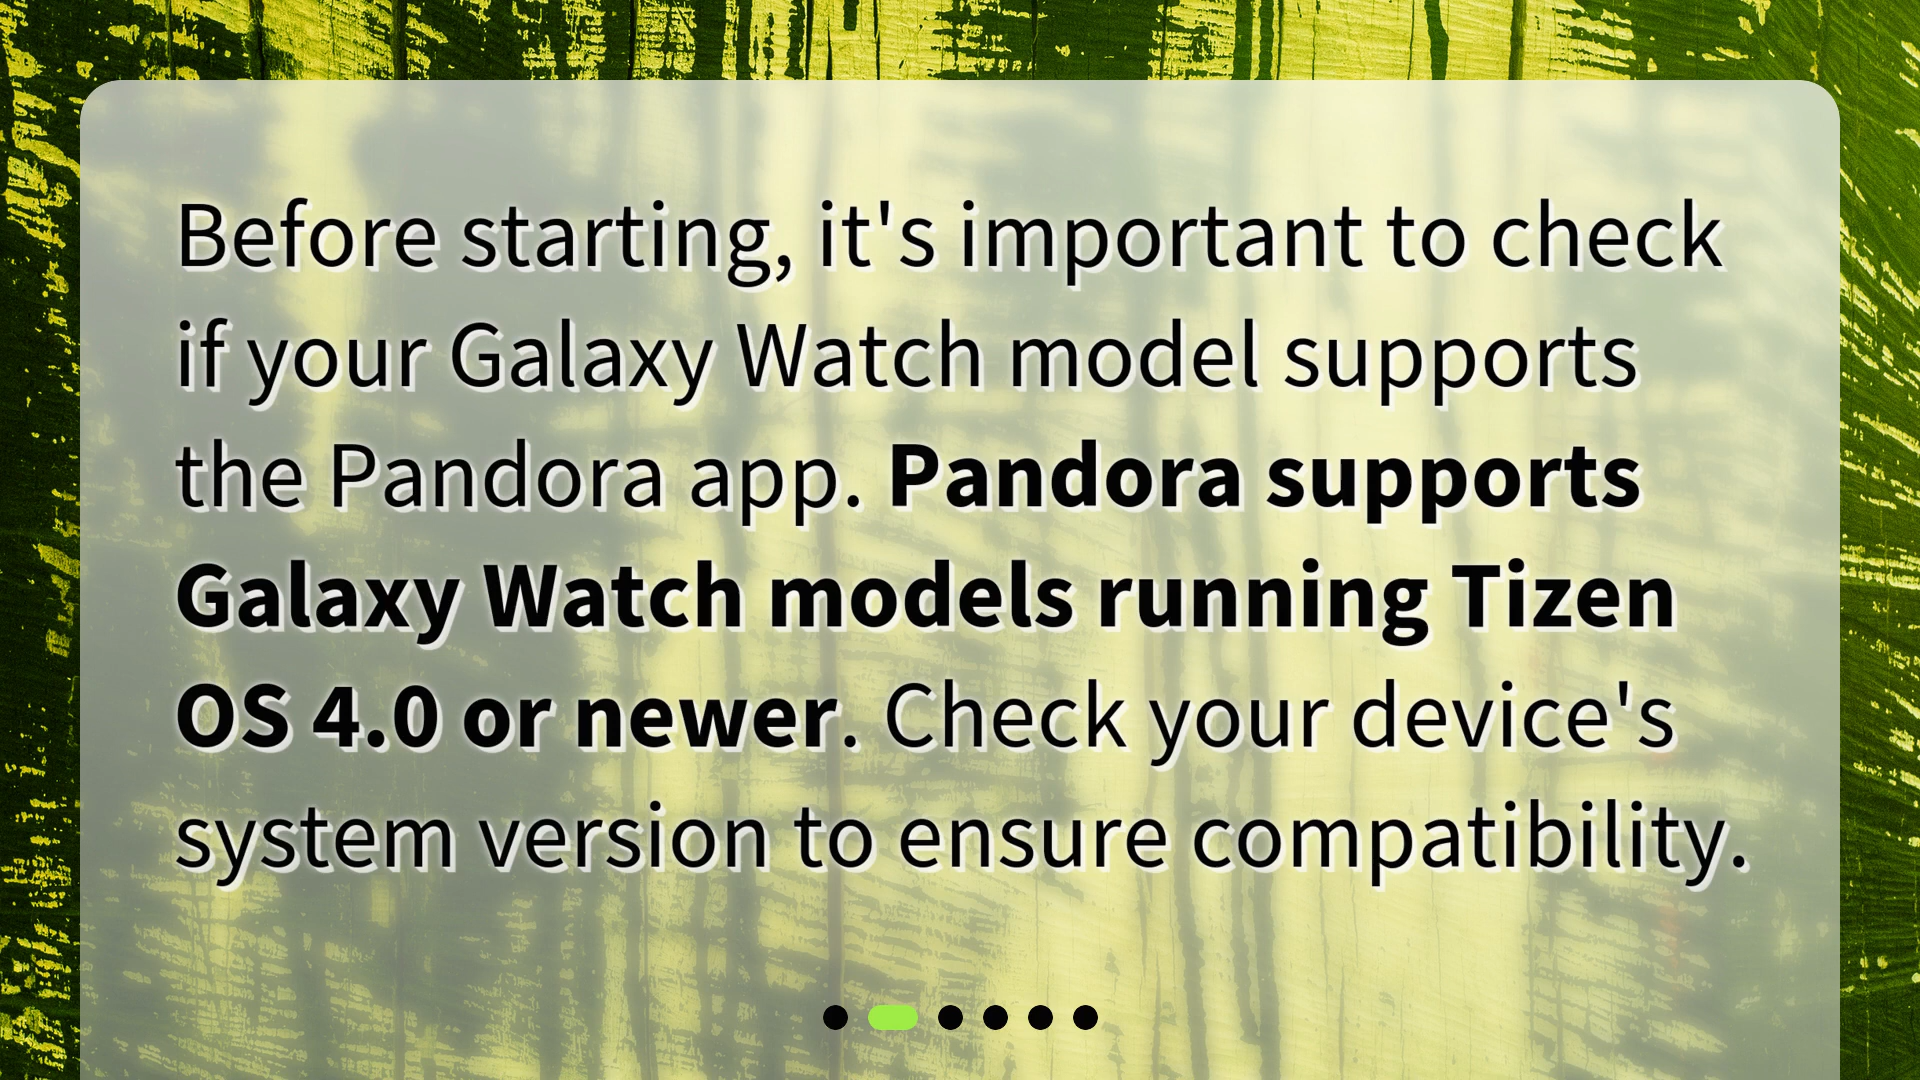 Before starting, it's important to check
if your Galaxy Watch model supports
the Pandora app. Pandora supports
Galaxy Watch models running Tizen
OS 4.0 or newer. Check your device's
system version to ensure compatibility.